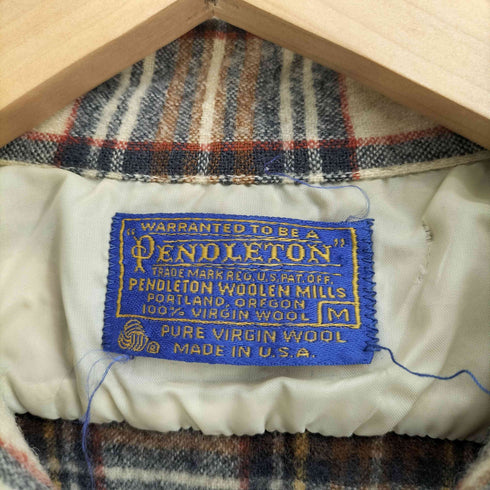 WARRANTED TO BE A
"PENDLETON"
TRADE MARK REG. U.S. PAT. OFF.
PENDLETON WOOLEN MILLS
PORTLAND, OREGON
100% VIRGIN WOOL M
PURE VIRGIN WOOL
MADE IN U.S.A.